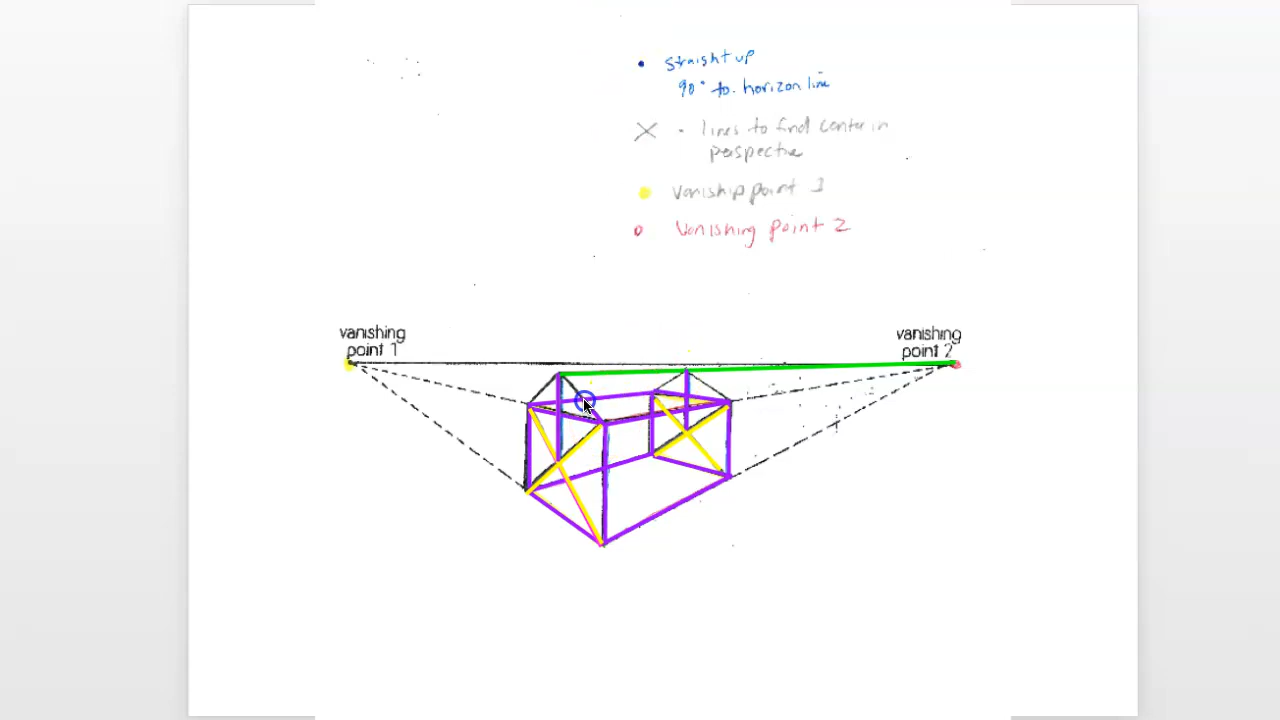 straight up
90° to. horizon line
· lines to find center in
perspective
Vaniship point 1
Vanishing point 2
vanishing
point 1
vanishing
point 2